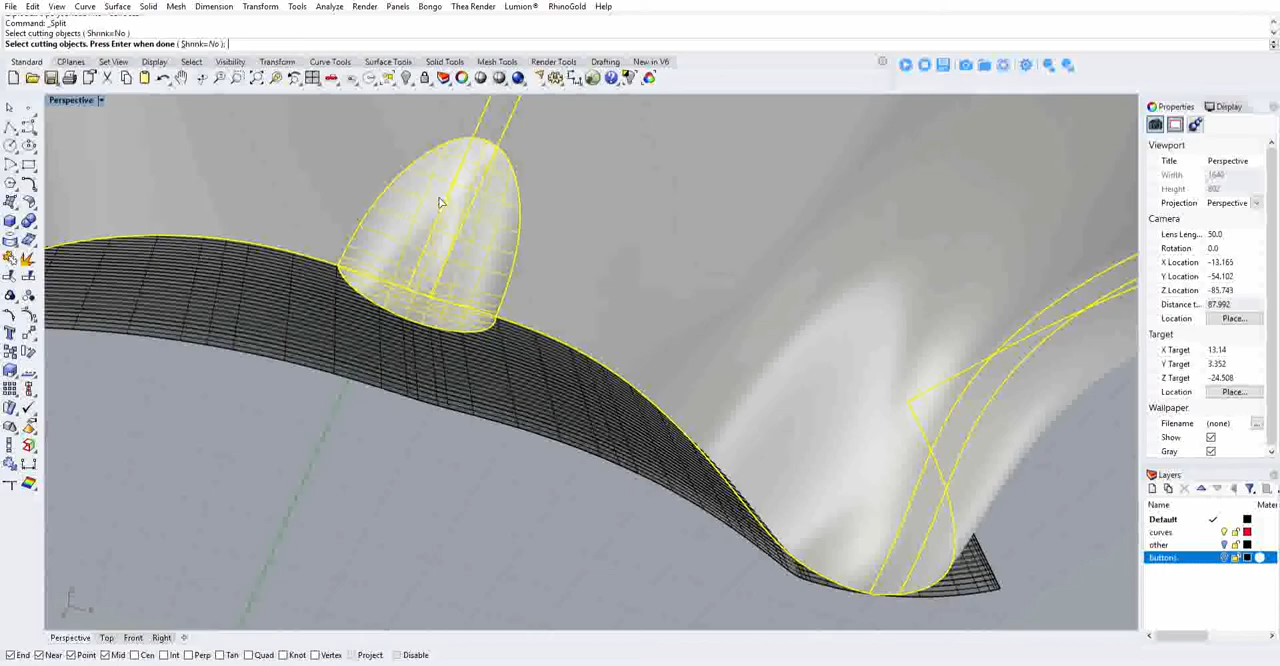 File Edit View Curve Surface Solid Mesh Dimension Transform Tools Analyze Render Panels Bongo Thea Render Lumion® RhinoGold Help
Command: _Split
Select cutting objects ( Shrink=No )
Select cutting objects. Press Enter when done ( Shrink=No ):
Standard CPlanes Set View Display Select Viewport Layout Visibility Transform Curve Tools Surface Tools Solid Tools Mesh Tools Render Tools Drafting New in V6
Perspective
Properties Display
Viewport
Title Perspective
Width 1640
Height 802
Projection Perspective
Camera
Lens Leng... 50.0
Rotation 0.0
X Location -13.165
Y Location -54.102
Z Location -85.743
Distance t... 87.992
Location Place...
Target
X Target 13.14
Y Target 3.352
Z Target -24.508
Location Place...
Wallpaper
Filename (none)
Show
Gray
Layers
Name Mater
Default
curves
other
buttons
Perspective Top Front Right
End Near Point Mid Cen Int Perp Tan Quad Knot Vertex Project Disable